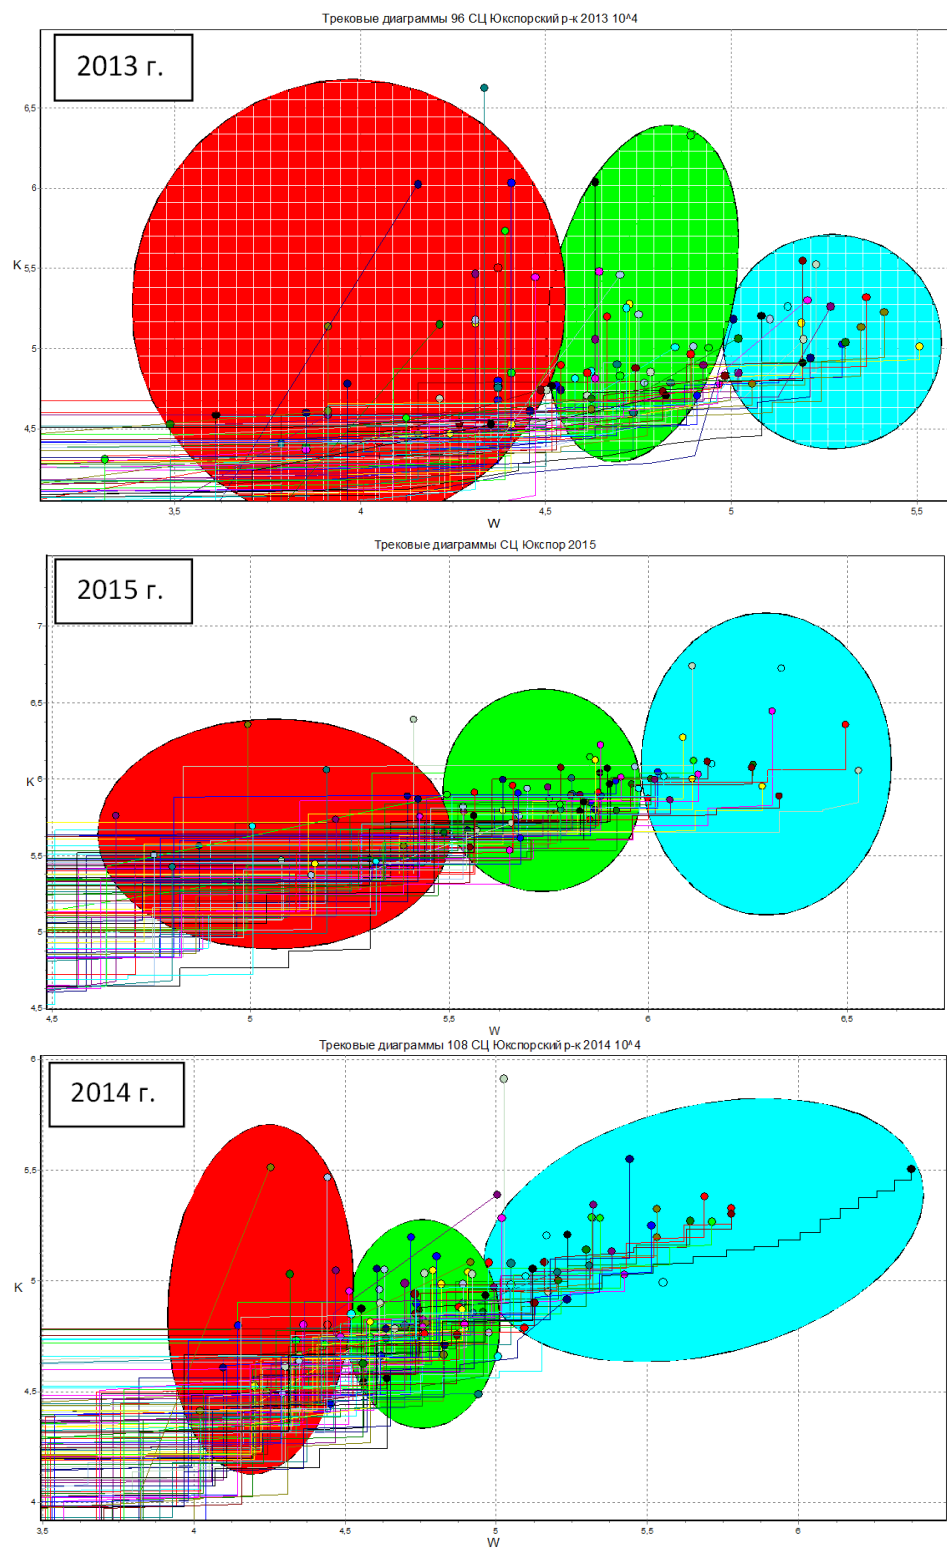 Трековые диаграммы 96 СЦ Юкспорский р-к 2013 10^4
2013 г.
6,5
6
5,5
K
5
4,5
3,5 4 4,5 5 5,5
W
Трековые диаграммы СЦ Юкспор 2015
2015 г.
7
6,5
6
K
5,5
5
4,5
4,5 5 5,5 6 6,5
W
Трековые диаграммы 108 СЦ Юкспорский р-к 2014 10^4
2014 г.
6
5,5
5
K
4,5
4
3,5 4 4,5 5 5,5 6
W